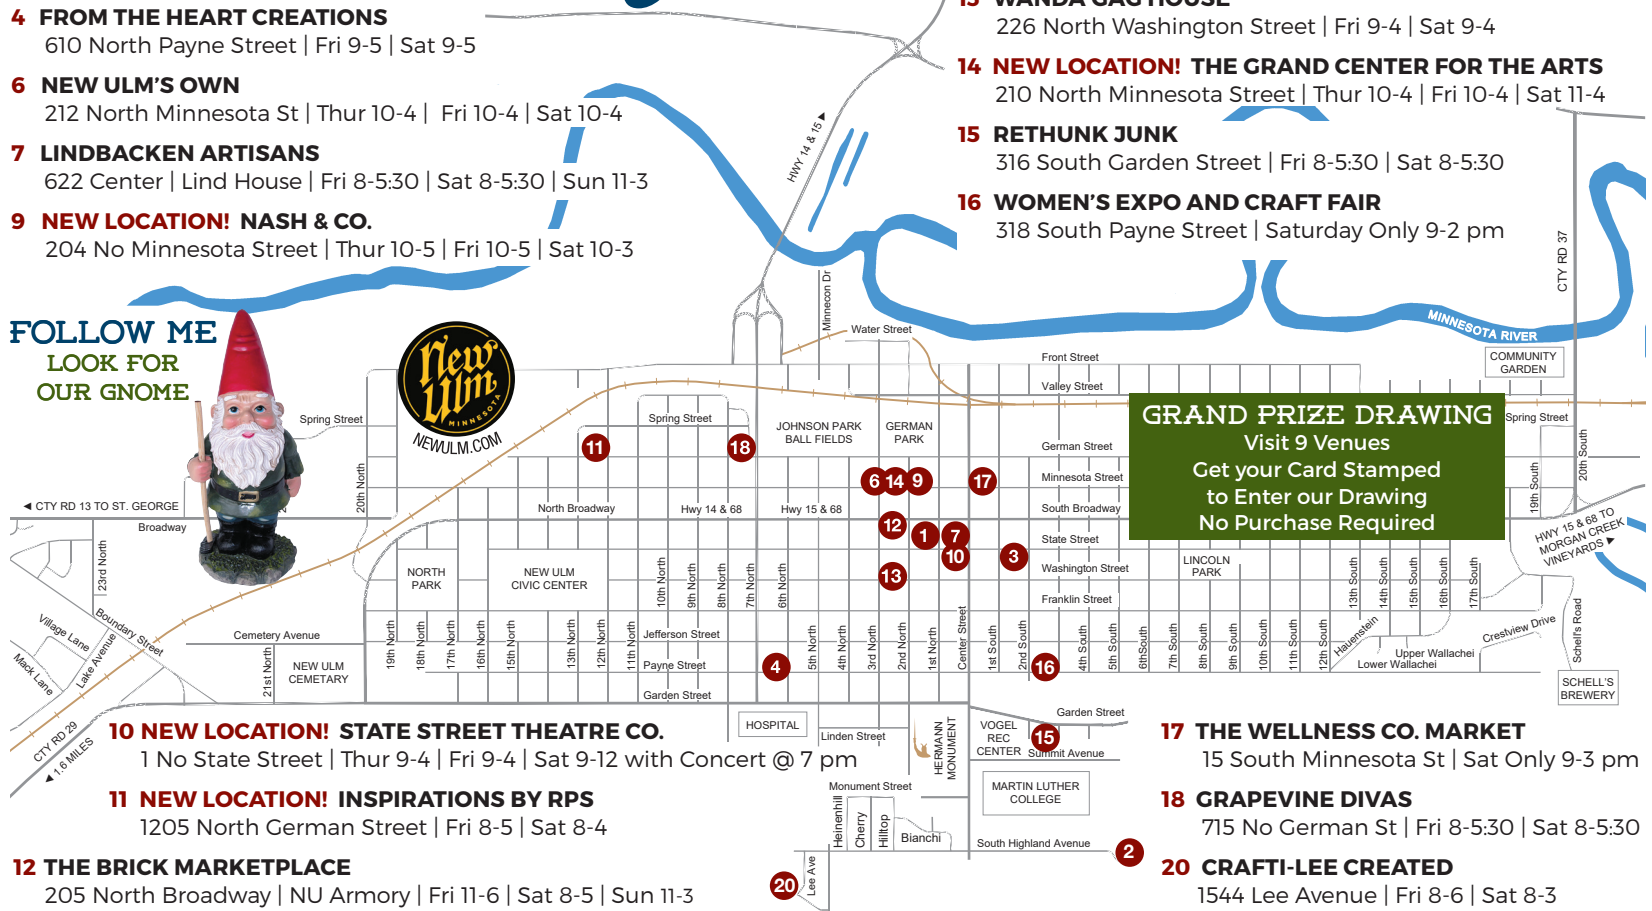 4 FROM THE HEART CREATIONS
610 North Payne Street | Fri 9-5 | Sat 9-5
6 NEW ULM'S OWN
212 North Minnesota St | Thur 10-4 | Fri 10-4 | Sat 10-4
7 LINDBACKEN ARTISANS
622 Center | Lind House | Fri 8-5:30 | Sat 8-5:30 | Sun 11-3
9 NEW LOCATION! NASH & CO.
204 No Minnesota Street | Thur 10-5 | Fri 10-5 | Sat 10-3
13 WANDA GAG HOUSE
226 North Washington Street | Fri 9-4 | Sat 9-4
14 NEW LOCATION! THE GRAND CENTER FOR THE ARTS
210 North Minnesota Street | Thur 10-4 | Fri 10-4 | Sat 11-4
15 RETHUNK JUNK
316 South Garden Street | Fri 8-5:30 | Sat 8-5:30
16 WOMEN'S EXPO AND CRAFT FAIR
318 South Payne Street | Saturday Only 9-2 pm
FOLLOW ME
LOOK FOR
OUR GNOME
New
Ulm
MINNESOTA
NEWULM.COM
HWY 14 & 15 ▲
Minnecon Dr
Water Street
CTY RD 37
MINNESOTA RIVER
COMMUNITY
GARDEN
Front Street
Valley Street
GRAND PRIZE DRAWING
Visit 9 Venues
Get your Card Stamped
to Enter our Drawing
No Purchase Required
Spring Street
Spring Street
Spring Street
JOHNSON PARK
BALL FIELDS
GERMAN
PARK
German Street
11
18
6
14
9
17
Minnesota Street
20th North
19th South
20th South
◄ CTY RD 13 TO ST. GEORGE
Broadway
North Broadway
Hwy 14 & 68
Hwy 15 & 68
South Broadway
12
1
7
10
3
13
State Street
Washington Street
LINCOLN
PARK
HWY 15 & 68 TO
MORGAN CREEK
VINEYARDS ►
23rd North
NORTH
PARK
NEW ULM
CIVIC CENTER
10th North
9th North
8th North
7th North
6th North
Franklin Street
13th South
14th South
15th South
16th South
17th South
Village Lane
Boundary Street
Mack Lane
Lake Avenue
Cemetery Avenue
21st North
NEW ULM
CEMETARY
19th North
18th North
17th North
16th North
15th North
13th North
12th North
11th North
Jefferson Street
Payne Street
Garden Street
4
5th North
4th North
3rd North
2nd North
1st North
Center Street
1st South
2nd South
16
4th South
5th South
6thSouth
7th South
8th South
9th South
10th South
11th South
12th South
Hauenstein
Upper Wallachei
Lower Wallachei
Crestview Drive
Schell's Road
SCHELL'S
BREWERY
CTY RD 29
◄ 1.6 MILES
HOSPITAL
Linden Street
HERMANN
MONUMENT
VOGEL
REC
CENTER
Garden Street
15
Summit Avenue
MARTIN LUTHER
COLLEGE
Monument Street
Heinenhill
Cherry
Hilltop
Bianchi
South Highland Avenue
2
20
Lee Ave
10 NEW LOCATION! STATE STREET THEATRE CO.
1 No State Street | Thur 9-4 | Fri 9-4 | Sat 9-12 with Concert @ 7 pm
11 NEW LOCATION! INSPIRATIONS BY RPS
1205 North German Street | Fri 8-5 | Sat 8-4
12 THE BRICK MARKETPLACE
205 North Broadway | NU Armory | Fri 11-6 | Sat 8-5 | Sun 11-3
17 THE WELLNESS CO. MARKET
15 South Minnesota St | Sat Only 9-3 pm
18 GRAPEVINE DIVAS
715 No German St | Fri 8-5:30 | Sat 8-5:30
20 CRAFTI-LEE CREATED
1544 Lee Avenue | Fri 8-6 | Sat 8-3